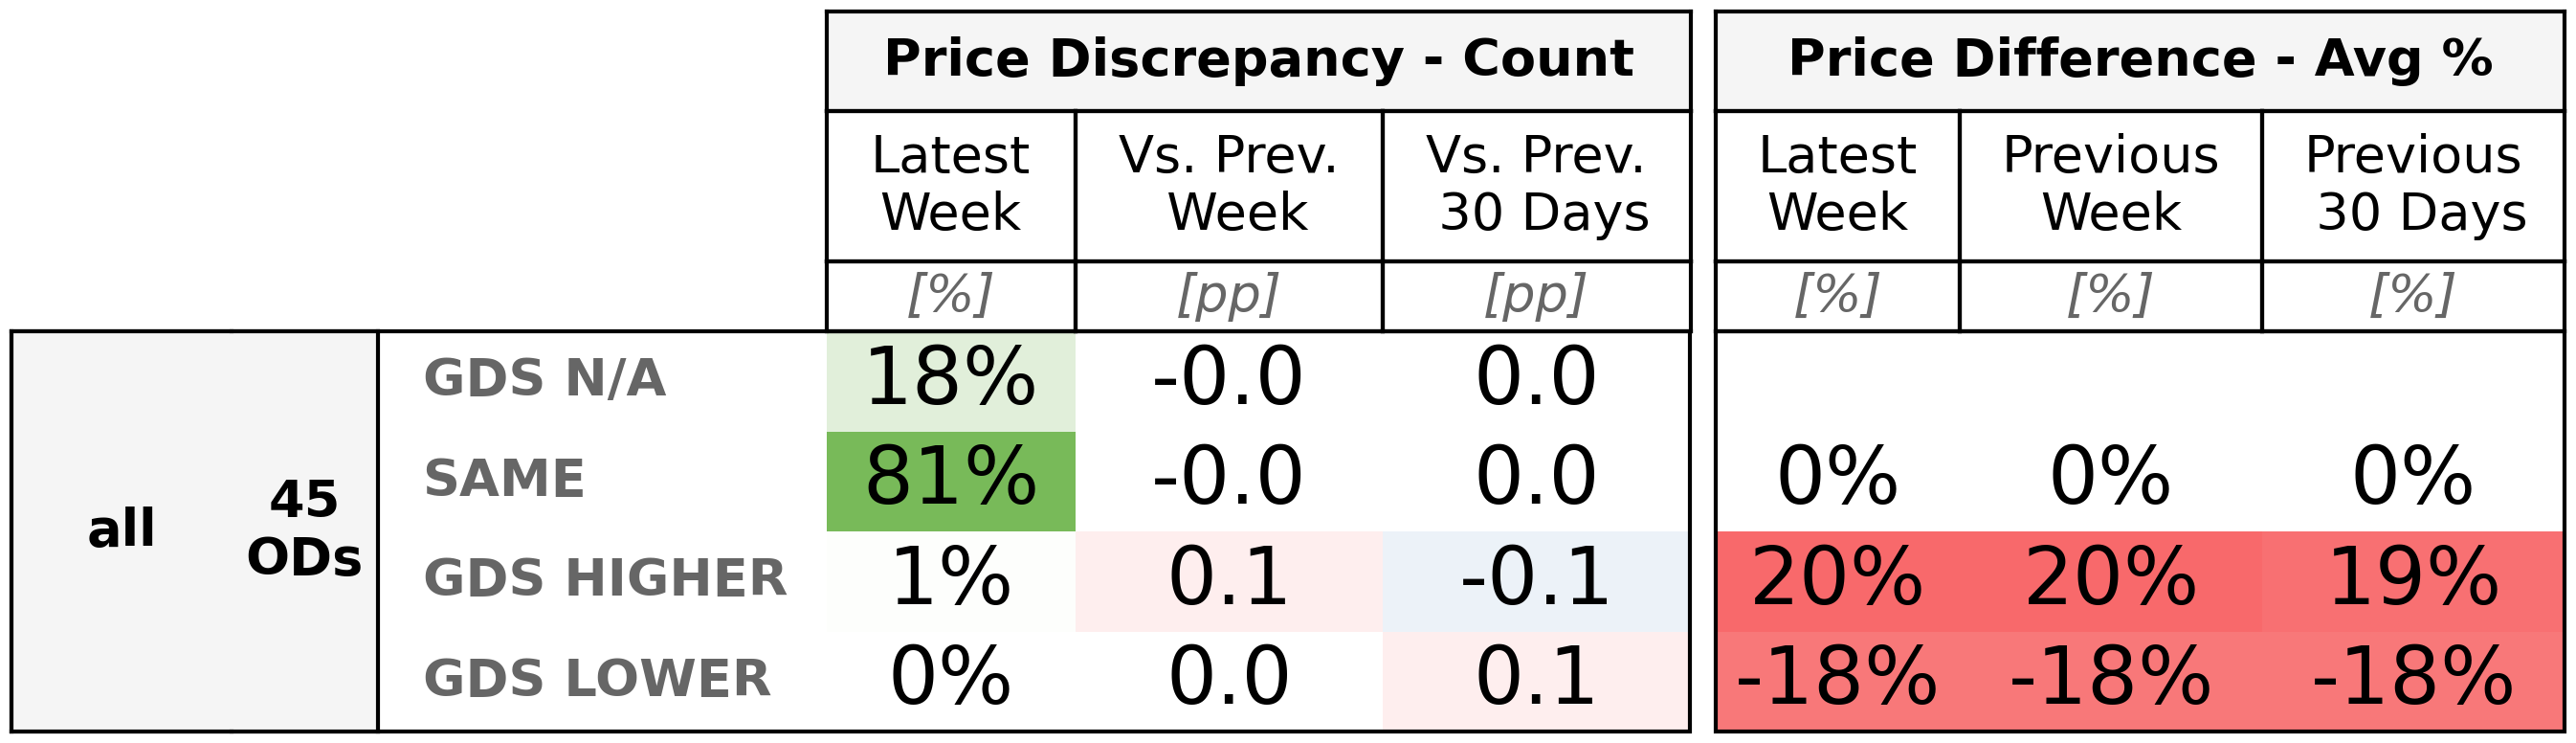 Price Discrepancy - Count Price Difference - Avg %
Latest Week Vs. Prev. Week Vs. Prev. 30 Days Latest Week Previous Week Previous 30 Days
[%] [pp] [pp] [%] [%] [%]
all 45 ODs
GDS N/A 18% -0.0 0.0
SAME 81% -0.0 0.0 0% 0% 0%
GDS HIGHER 1% 0.1 -0.1 20% 20% 19%
GDS LOWER 0% 0.0 0.1 -18% -18% -18%